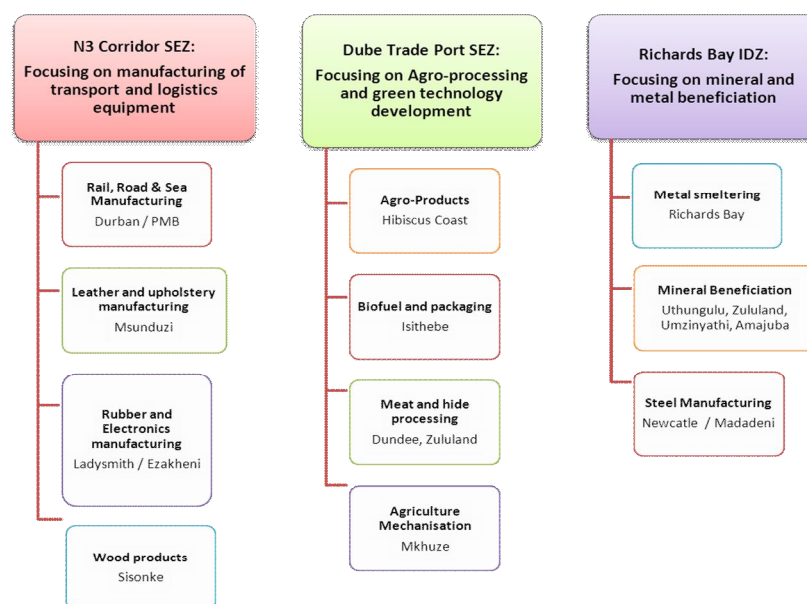 N3 Corridor SEZ:
Focusing on manufacturing of
transport and logistics
equipment
Rail, Road & Sea
Manufacturing
Durban / PMB
Leather and upholstery
manufacturing
Msunduzi
Rubber and
Electronics
manufacturing
Ladysmith / Ezakheni
Wood products
Sisonke
Dube Trade Port SEZ:
Focusing on Agro-processing
and green technology
development
Agro-Products
Hibiscus Coast
Biofuel and packaging
Isithebe
Meat and hide
processing
Dundee, Zululand
Agriculture
Mechanisation
Mkhuze
Richards Bay IDZ:
Focusing on mineral and
metal beneficiation
Metal smeltering
Richards Bay
Mineral Beneficiation
Uthungulu, Zululand,
Umzinyathi, Amajuba
Steel Manufacturing
Newcatle / Madadeni